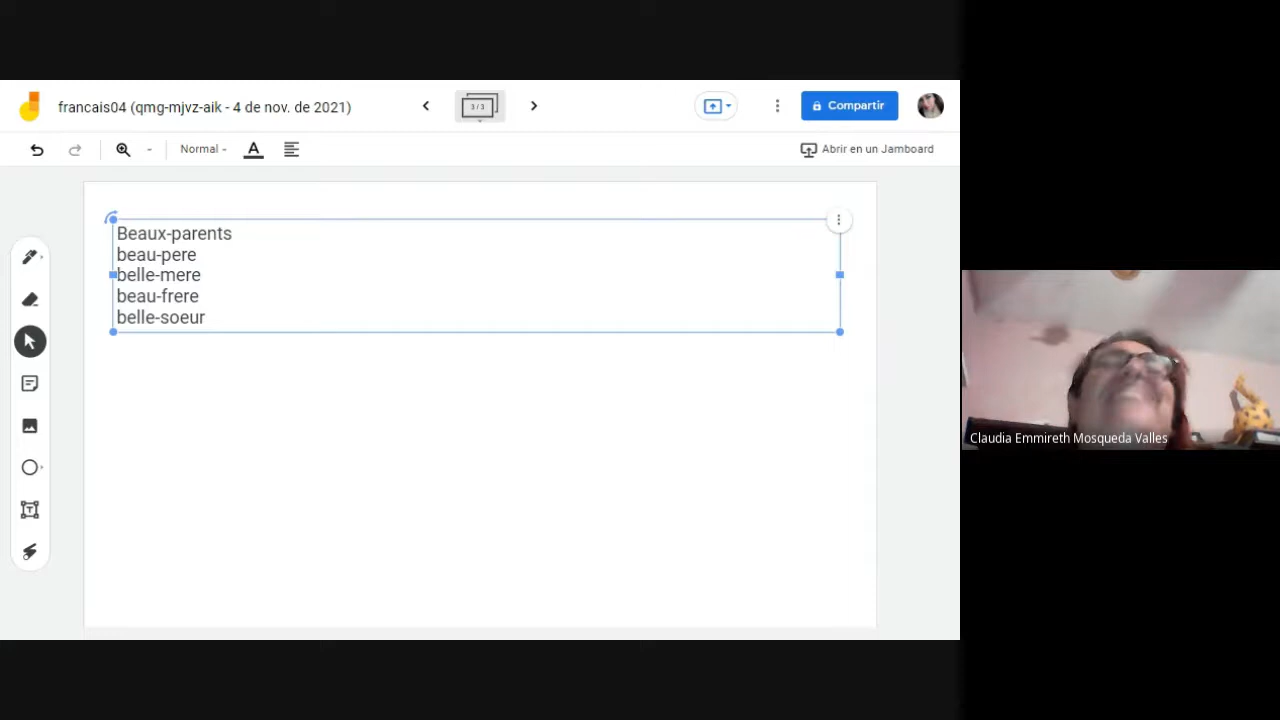 francais04 (qmg-mjvz-aik - 4 de nov. de 2021)
3/3
Compartir
Normal
A
Abrir en un Jamboard
Beaux-parents
beau-pere
belle-mere
beau-frere
belle-soeur
Claudia Emmireth Mosqueda Valles